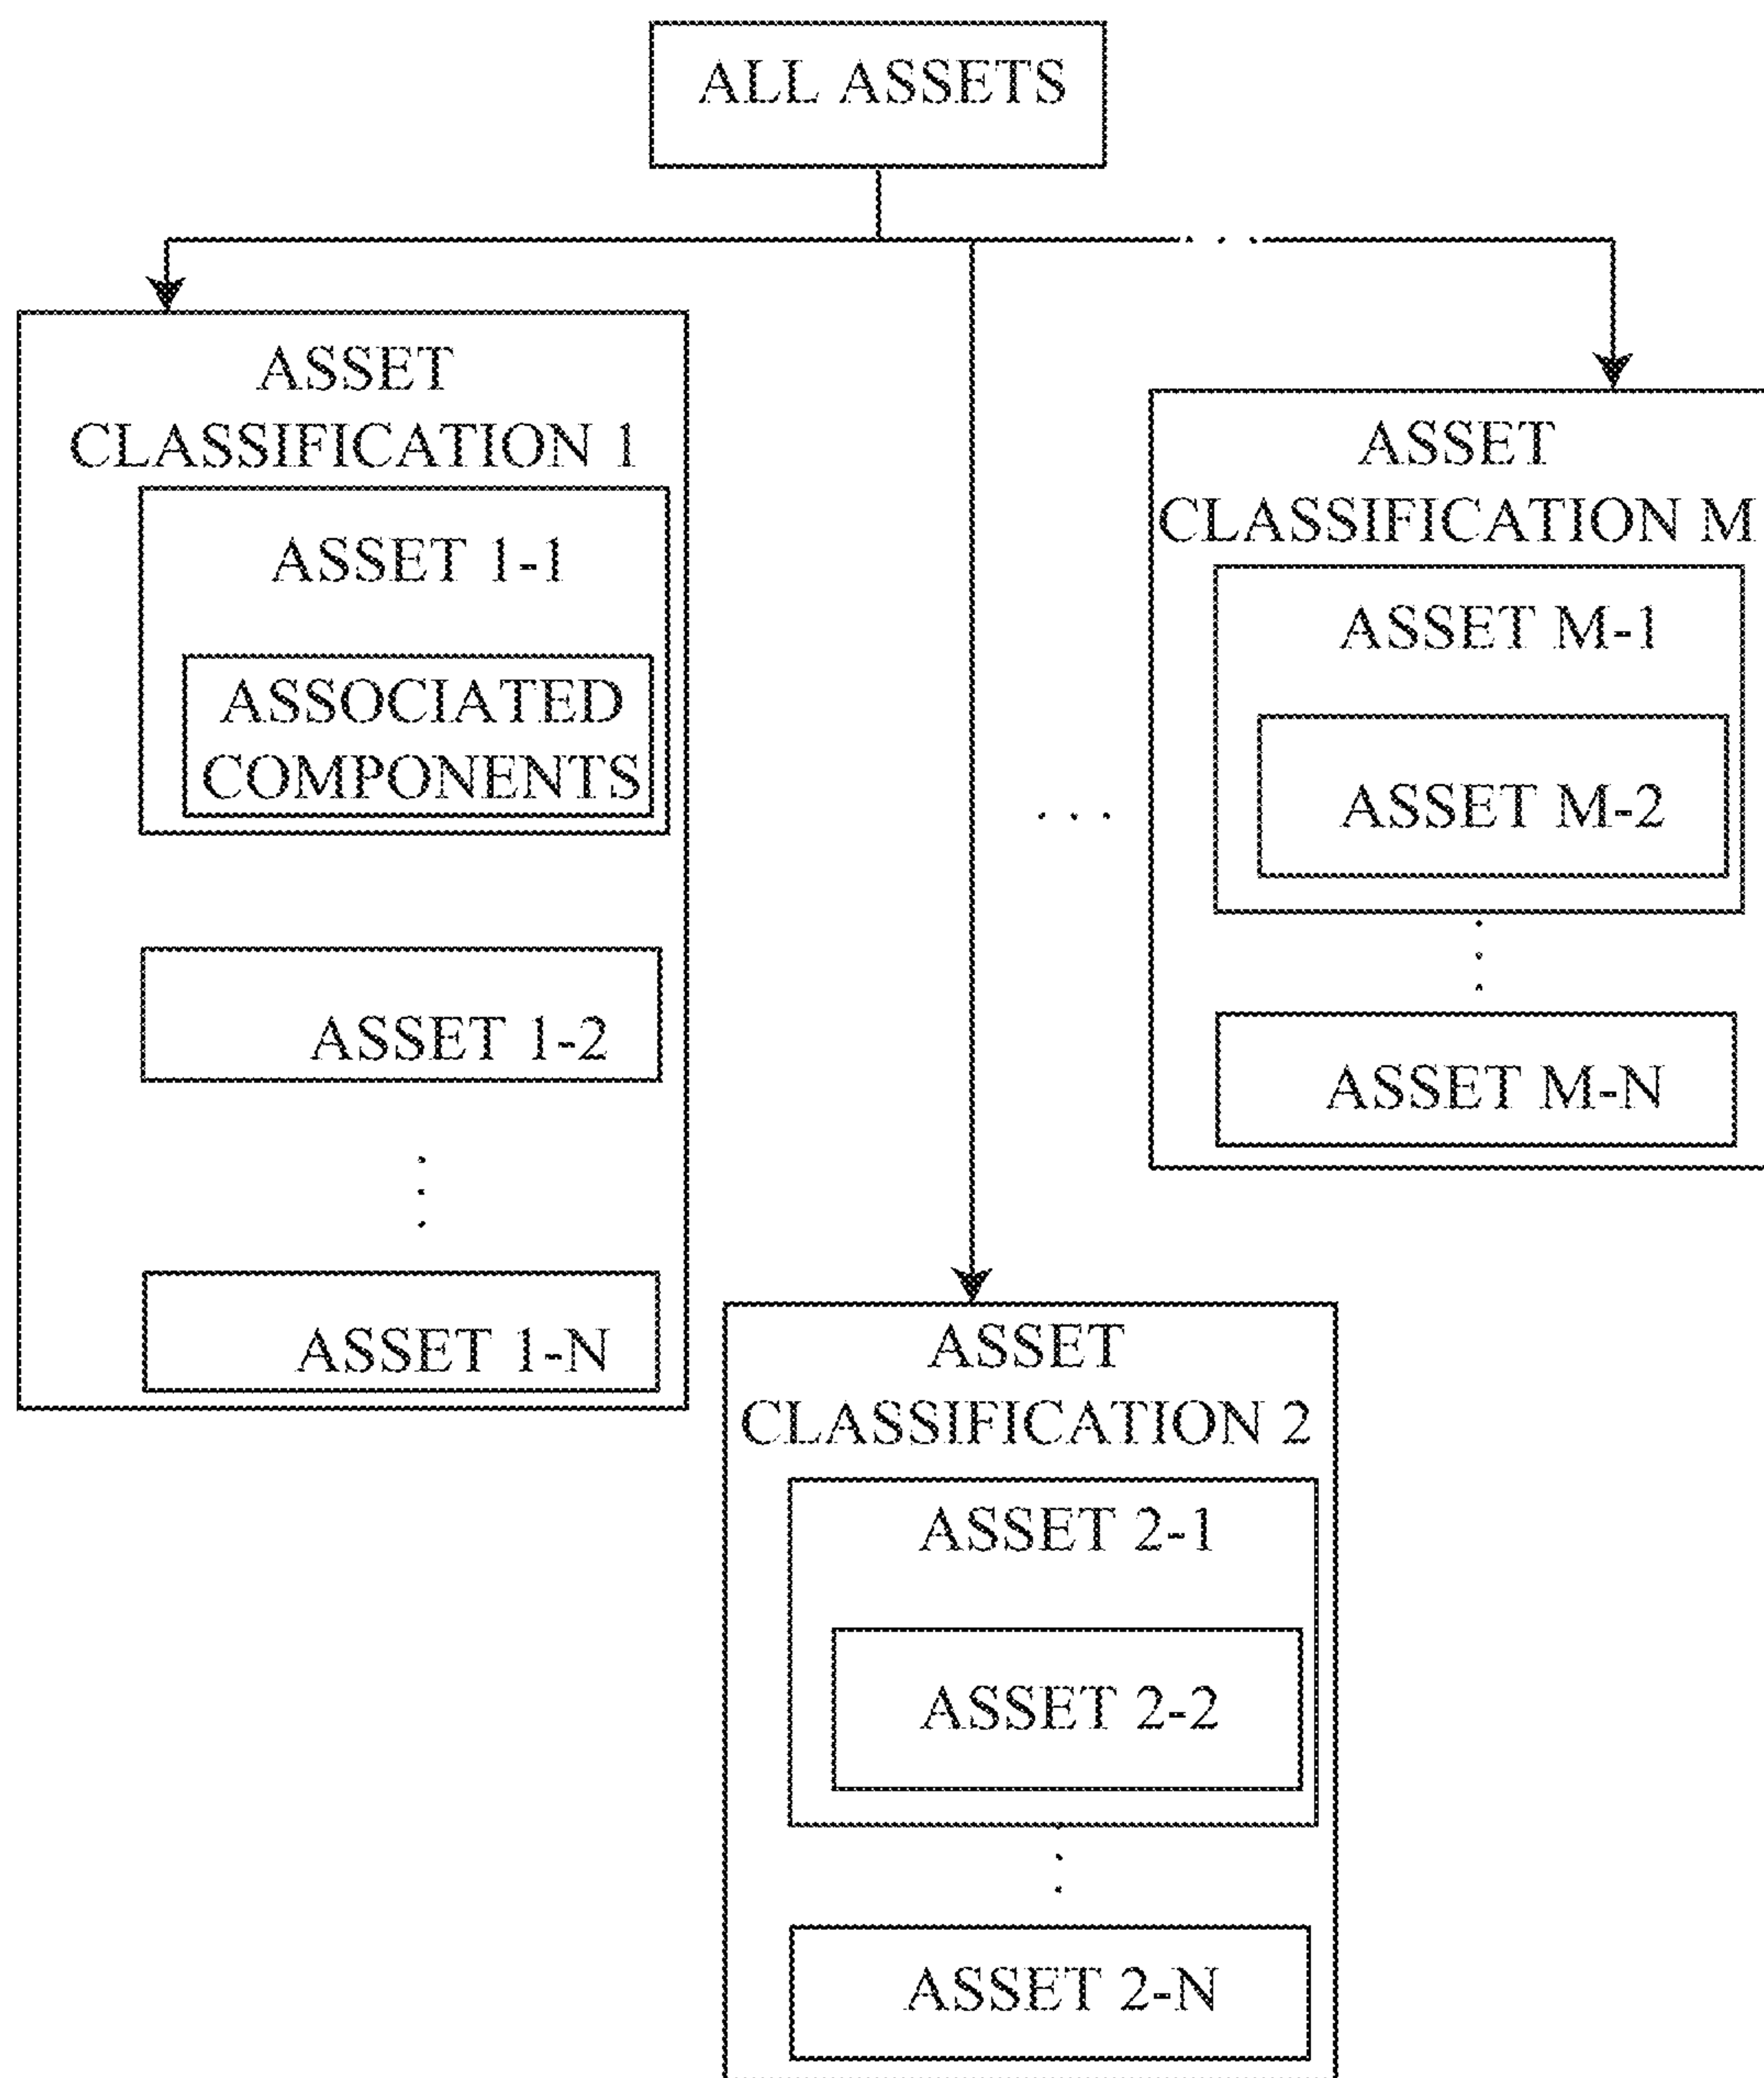 ALL ASSETS
ASSET
CLASSIFICATION 1
ASSET 1-1
ASSOCIATED
COMPONENTS
ASSET 1-2
ASSET 1-N
ASSET
CLASSIFICATION M
ASSET M-1
ASSET M-2
ASSET M-N
ASSET
CLASSIFICATION 2
ASSET 2-1
ASSET 2-2
ASSET 2-N